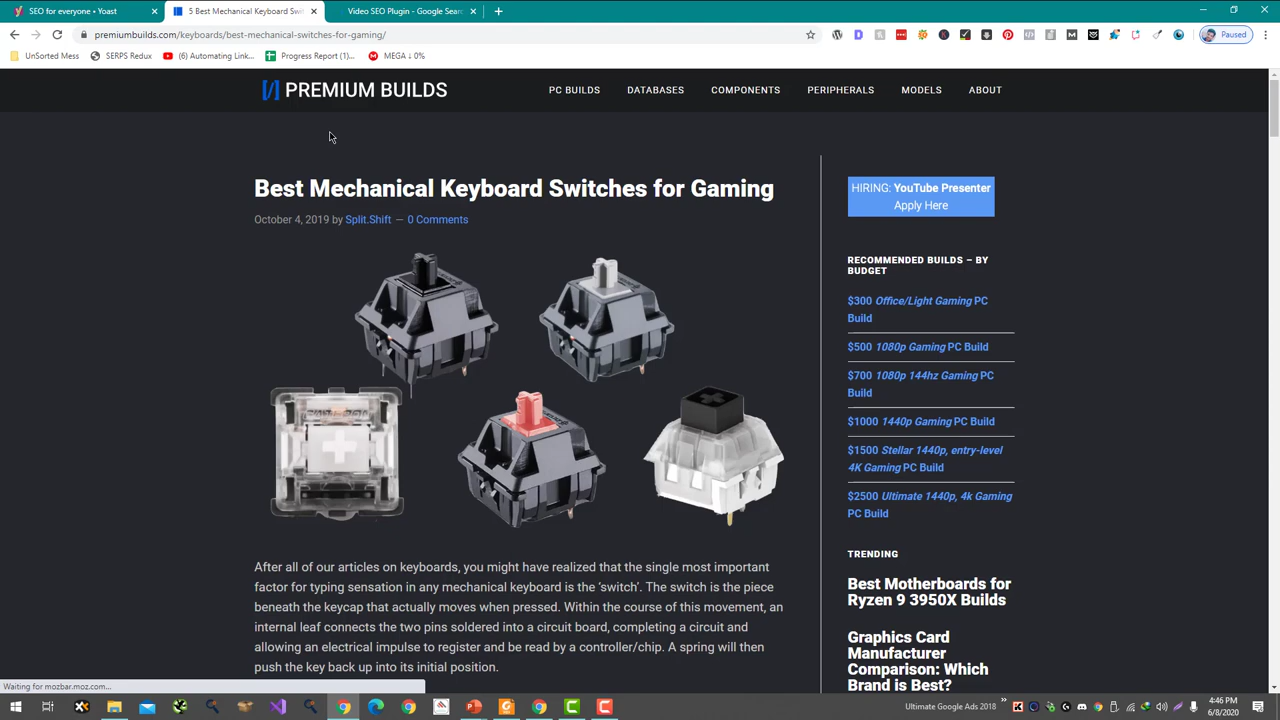 SEO for everyone • Yoast
5 Best Mechanical Keyboard Swit
Video SEO Plugin - Google Searc
premiumbuilds.com/keyboards/best-mechanical-switches-for-gaming/
Paused
UnSorted Mess
SERPS Redux
(6) Automating Link...
Progress Report (1)...
MEGA ↓ 0%
[/] PREMIUM BUILDS
PC BUILDS
DATABASES
COMPONENTS
PERIPHERALS
MODELS
ABOUT
Best Mechanical Keyboard Switches for Gaming
October 4, 2019 by Split.Shift — 0 Comments
After all of our articles on keyboards, you might have realized that the single most important
factor for typing sensation in any mechanical keyboard is the ‘switch’. The switch is the piece
beneath the keycap that actually moves when pressed. Within the course of this movement, an
internal leaf connects the two pins soldered into a circuit board, completing a circuit and
allowing an electrical impulse to register and be read by a controller/chip. A spring will then
push the key back up into its initial position.
HIRING: YouTube Presenter
Apply Here
RECOMMENDED BUILDS – BY
BUDGET
$300 Office/Light Gaming PC
Build
$500 1080p Gaming PC Build
$700 1080p 144hz Gaming PC
Build
$1000 1440p Gaming PC Build
$1500 Stellar 1440p, entry-level
4K Gaming PC Build
$2500 Ultimate 1440p, 4k Gaming
PC Build
TRENDING
Best Motherboards for
Ryzen 9 3950X Builds
Graphics Card
Manufacturer
Comparison: Which
Brand is Best?
Waiting for mozbar.moz.com...
Ultimate Google Ads 2018
4:46 PM
6/8/2020